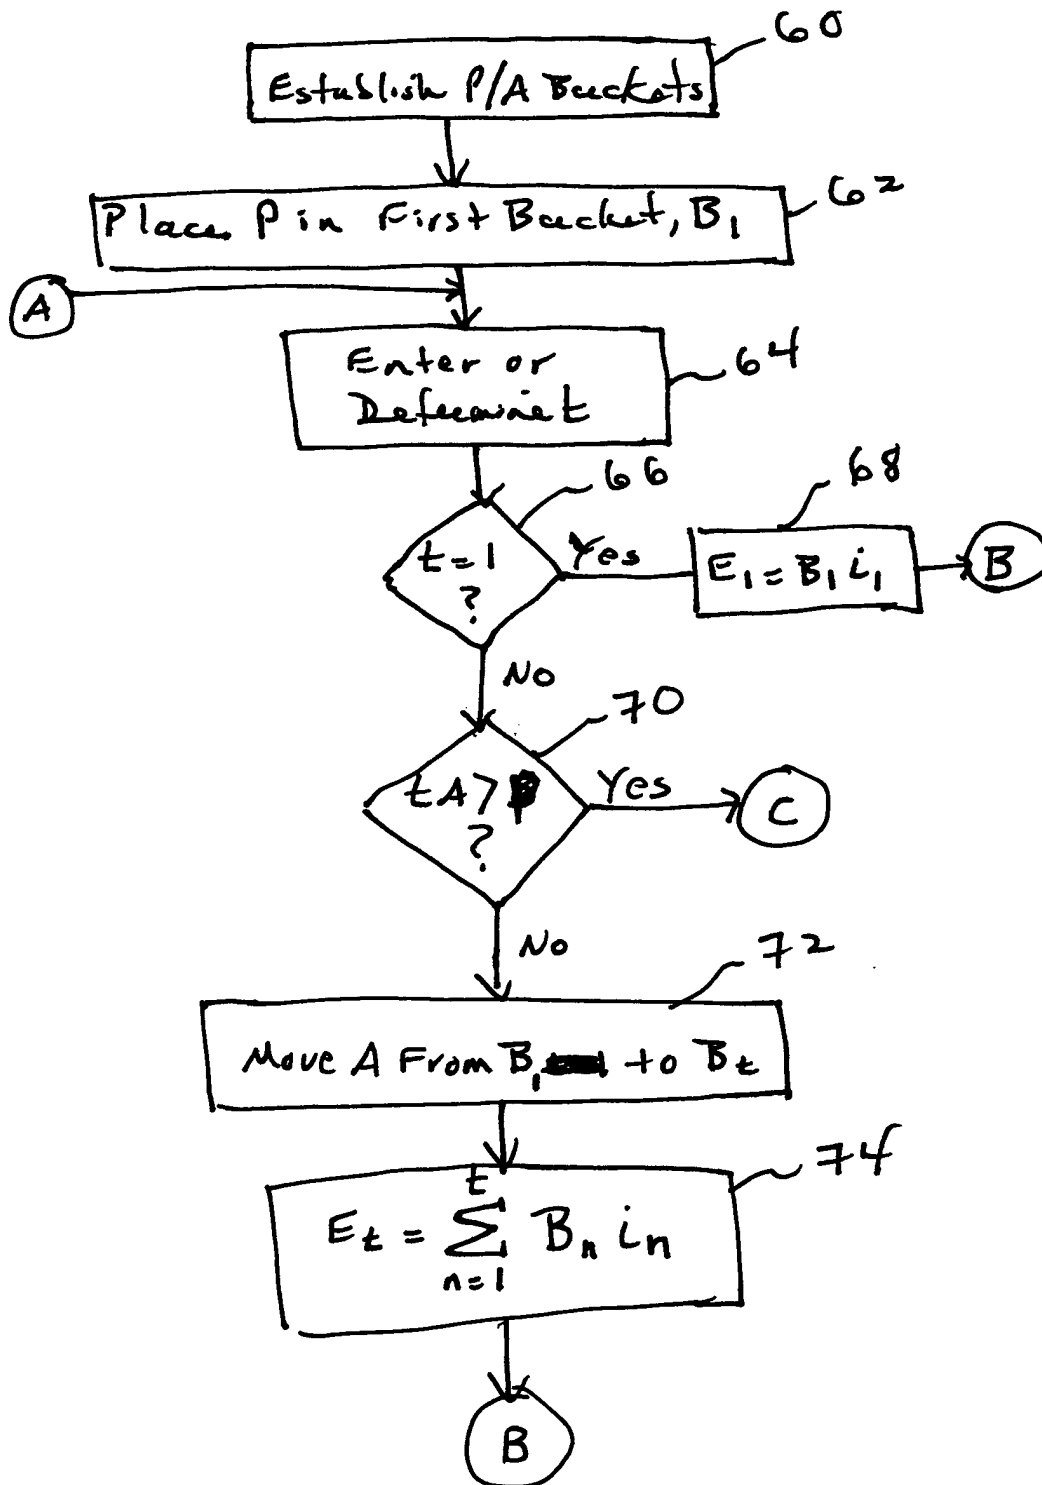 60
Establish P/A Buckets
62
Place P in First Bucket, B₁
A
64
Enter or
Determine t
66
68
t = 1
?
Yes
E₁ = B₁ i₁
B
No
70
tA > P
?
Yes
C
No
72
Move A From B₁ to Bₜ
74
t
Eₜ = ∑ Bₙ iₙ
n=1
B